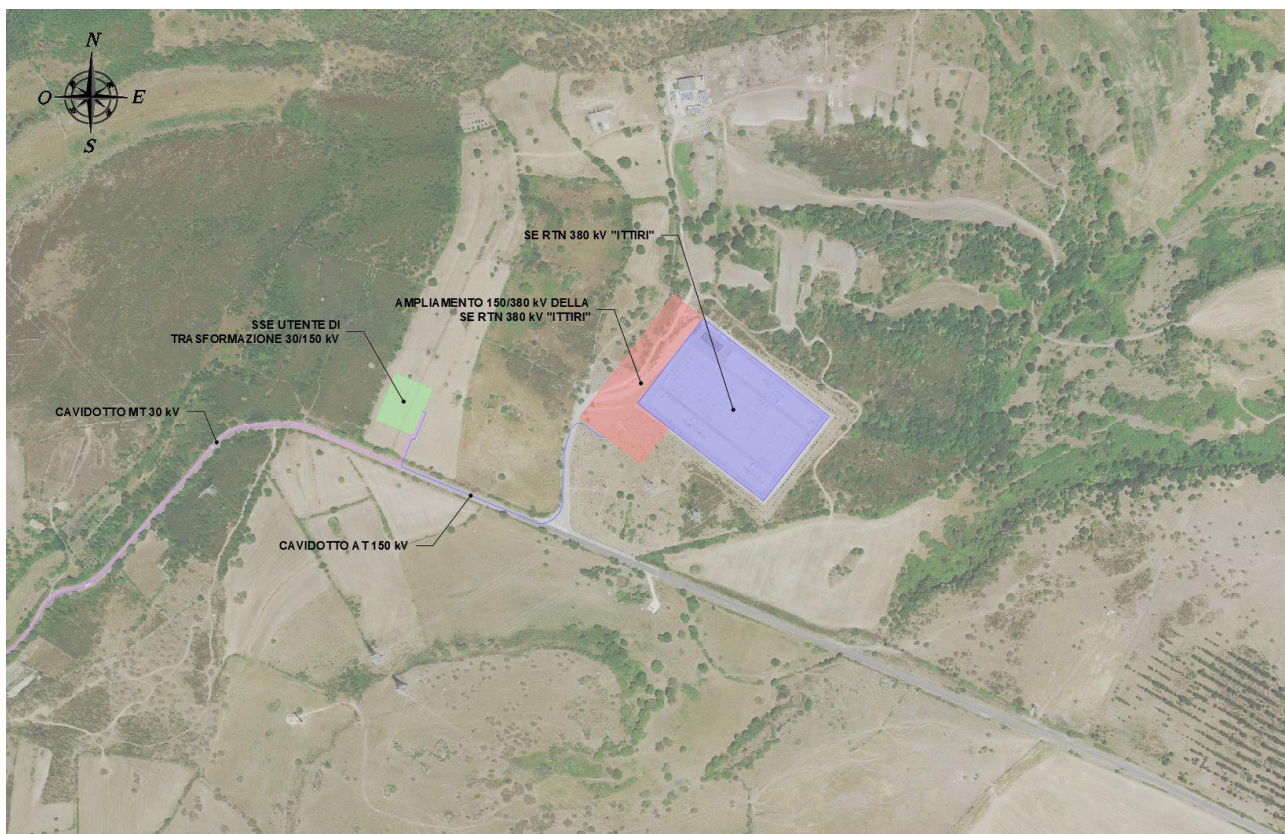 N
O E
S
SE RTN 380 kV "ITTIRI"
AMPLIAMENTO 150/380 kV DELLA
SE RTN 380 kV "ITTIRI"
SSE UTENTE DI
TRASFORMAZIONE 30/150 kV
CAVIDOTTO MT 30 kV
CAVIDOTTO AT 150 kV